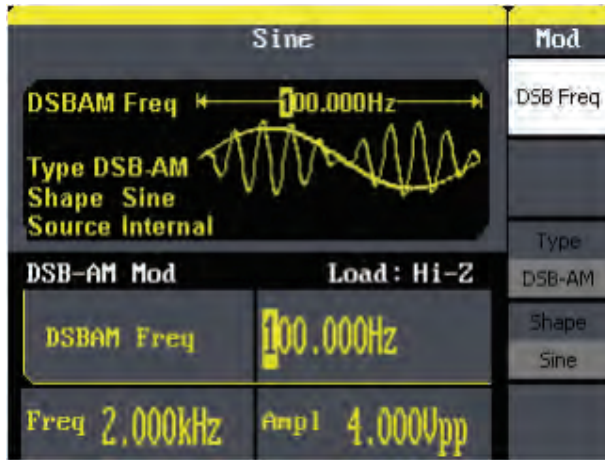 Sine
Mod
DSBAM Freq 100.000Hz
DSB Freq
Type DSB-AM
Shape Sine
Source Internal
Type
DSB-AM
DSB-AM Mod Load: Hi-Z
Shape
Sine
DSBAM Freq 100.000Hz
Freq 2.000kHz Ampl 4.000Vpp